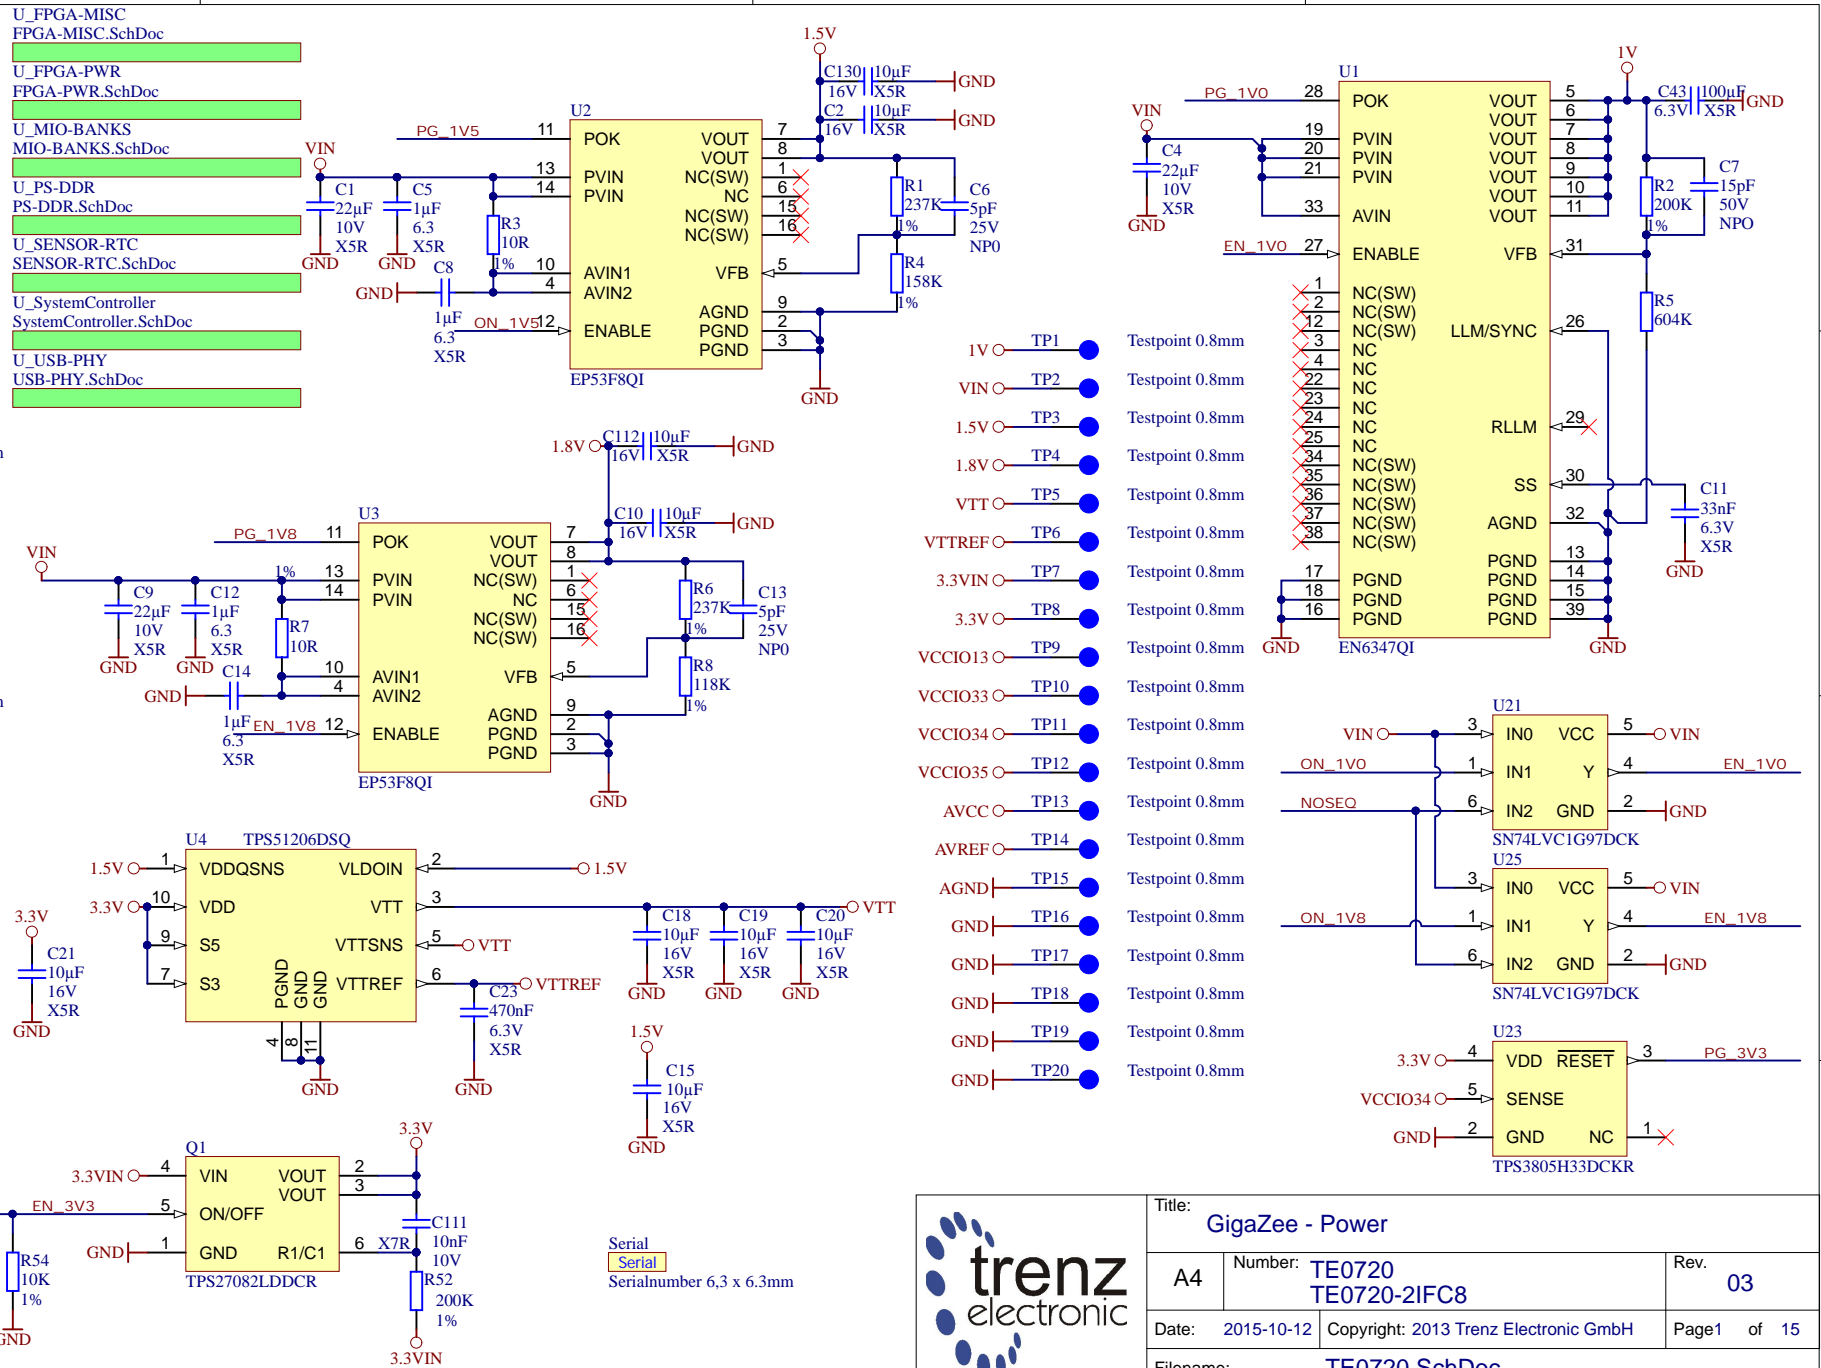 U_FPGA-MISC
FPGA-MISC.SchDoc
U_FPGA-PWR
FPGA-PWR.SchDoc
U_MIO-BANKS
MIO-BANKS.SchDoc
U_PS-DDR
PS-DDR.SchDoc
U_SENSOR-RTC
SENSOR-RTC.SchDoc
U_SystemController
SystemController.SchDoc
U_USB-PHY
USB-PHY.SchDoc
1.5V
C130 10µF GND
16V X5R
C2 10µF GND
16V X5R
U2
PG_1V5 11 POK VOUT 7
VOUT 8
VIN 13 PVIN NC(SW) 1
14 PVIN NC 6
NC(SW) 15
NC(SW) 16
10 AVIN1 VFB 5
4 AVIN2
AGND 9
ON_1V5 12 ENABLE PGND 2
PGND 3
EP53F8QI
GND
C1
22µF
10V
X5R
GND
C5
1µF
6.3
X5R
GND
R3
10R
1%
C8
GND
1µF
6.3
X5R
R1
237K
1%
C6
5pF
25V
NP0
R4
158K
1%
U1
1V
PG_1V0 28 POK VOUT 5
VOUT 6
19 PVIN VOUT 7
20 PVIN VOUT 8
21 PVIN VOUT 9
VOUT 10
33 AVIN VOUT 11
EN_1V0 27 ENABLE VFB 31
1 NC(SW)
2 NC(SW)
12 NC(SW) LLM/SYNC 26
3 NC
4 NC
22 NC
23 NC
24 NC RLLM 29
25 NC
34 NC(SW)
35 NC(SW) SS 30
36 NC(SW)
37 NC(SW) AGND 32
38 NC(SW)
PGND 13
17 PGND PGND 14
18 PGND PGND 15
16 PGND PGND 39
GND EN6347QI GND
VIN
C4
22µF
10V
X5R
GND
C43 100µF GND
6.3V X5R
R2
200K
1%
C7
15pF
50V
NPO
R5
604K
C11
33nF
6.3V
X5R
GND
1V TP1 Testpoint 0.8mm
VIN TP2 Testpoint 0.8mm
1.5V TP3 Testpoint 0.8mm
1.8V TP4 Testpoint 0.8mm
VTT TP5 Testpoint 0.8mm
VTTREF TP6 Testpoint 0.8mm
3.3VIN TP7 Testpoint 0.8mm
3.3V TP8 Testpoint 0.8mm
VCCIO13 TP9 Testpoint 0.8mm
VCCIO33 TP10 Testpoint 0.8mm
VCCIO34 TP11 Testpoint 0.8mm
VCCIO35 TP12 Testpoint 0.8mm
AVCC TP13 Testpoint 0.8mm
AVREF TP14 Testpoint 0.8mm
AGND TP15 Testpoint 0.8mm
GND TP16 Testpoint 0.8mm
GND TP17 Testpoint 0.8mm
GND TP18 Testpoint 0.8mm
GND TP19 Testpoint 0.8mm
GND TP20 Testpoint 0.8mm
1.8V C112 10µF GND
16V X5R
C10 10µF GND
16V X5R
U3
PG_1V8 11 POK VOUT 7
VOUT 8
VIN 1% 13 PVIN NC(SW) 1
14 PVIN NC 6
NC(SW) 15
NC(SW) 16
10 AVIN1 VFB 5
4 AVIN2
AGND 9
EN_1V8 12 ENABLE PGND 2
PGND 3
EP53F8QI
GND
C9
22µF
10V
X5R
GND
C12
1µF
6.3
X5R
GND
R7
10R
C14
GND
1µF
6.3
X5R
R6
237K
1%
C13
5pF
25V
NP0
R8
118K
1%
U4 TPS51206DSQ
1.5V 1 VDDQSNS VLDOIN 2 1.5V
3.3V 10 VDD VTT 3 VTT
9 S5 VTTSNS 5 VTT
7 S3 VTTREF 6 VTTREF
PGND GND GND
4 8 11
GND
3.3V
C21
10µF
16V
X5R
GND
C23
470nF
6.3V
X5R
GND
C18
10µF
16V
X5R
GND
C19
10µF
16V
X5R
GND
C20
10µF
16V
X5R
GND
1.5V
C15
10µF
16V
X5R
GND
U21
VIN 3 IN0 VCC 5 VIN
ON_1V0 1 IN1 Y 4 EN_1V0
NOSEQ 6 IN2 GND 2 GND
SN74LVC1G97DCK
U25
3 IN0 VCC 5 VIN
ON_1V8 1 IN1 Y 4 EN_1V8
6 IN2 GND 2 GND
SN74LVC1G97DCK
U23
3.3V 4 VDD RESET 3 PG_3V3
VCCIO34 5 SENSE
GND 2 GND NC 1
TPS3805H33DCKR
Q1
3.3V
3.3VIN 4 VIN VOUT 2
VOUT 3
EN_3V3 5 ON/OFF
GND 1 GND R1/C1 6 X7R
TPS27082LDDCR
R54
10K
1%
GND
C111
10nF
10V
R52
200K
1%
3.3VIN
Serial
Serial
Serialnumber 6,3 x 6.3mm
trenz
electronic
Title:
GigaZee - Power
A4
Number: TE0720
TE0720-2IFC8
Rev.
03
Date: 2015-10-12 Copyright: 2013 Trenz Electronic GmbH Page1 of 15
Filename: TE0720.SchDoc